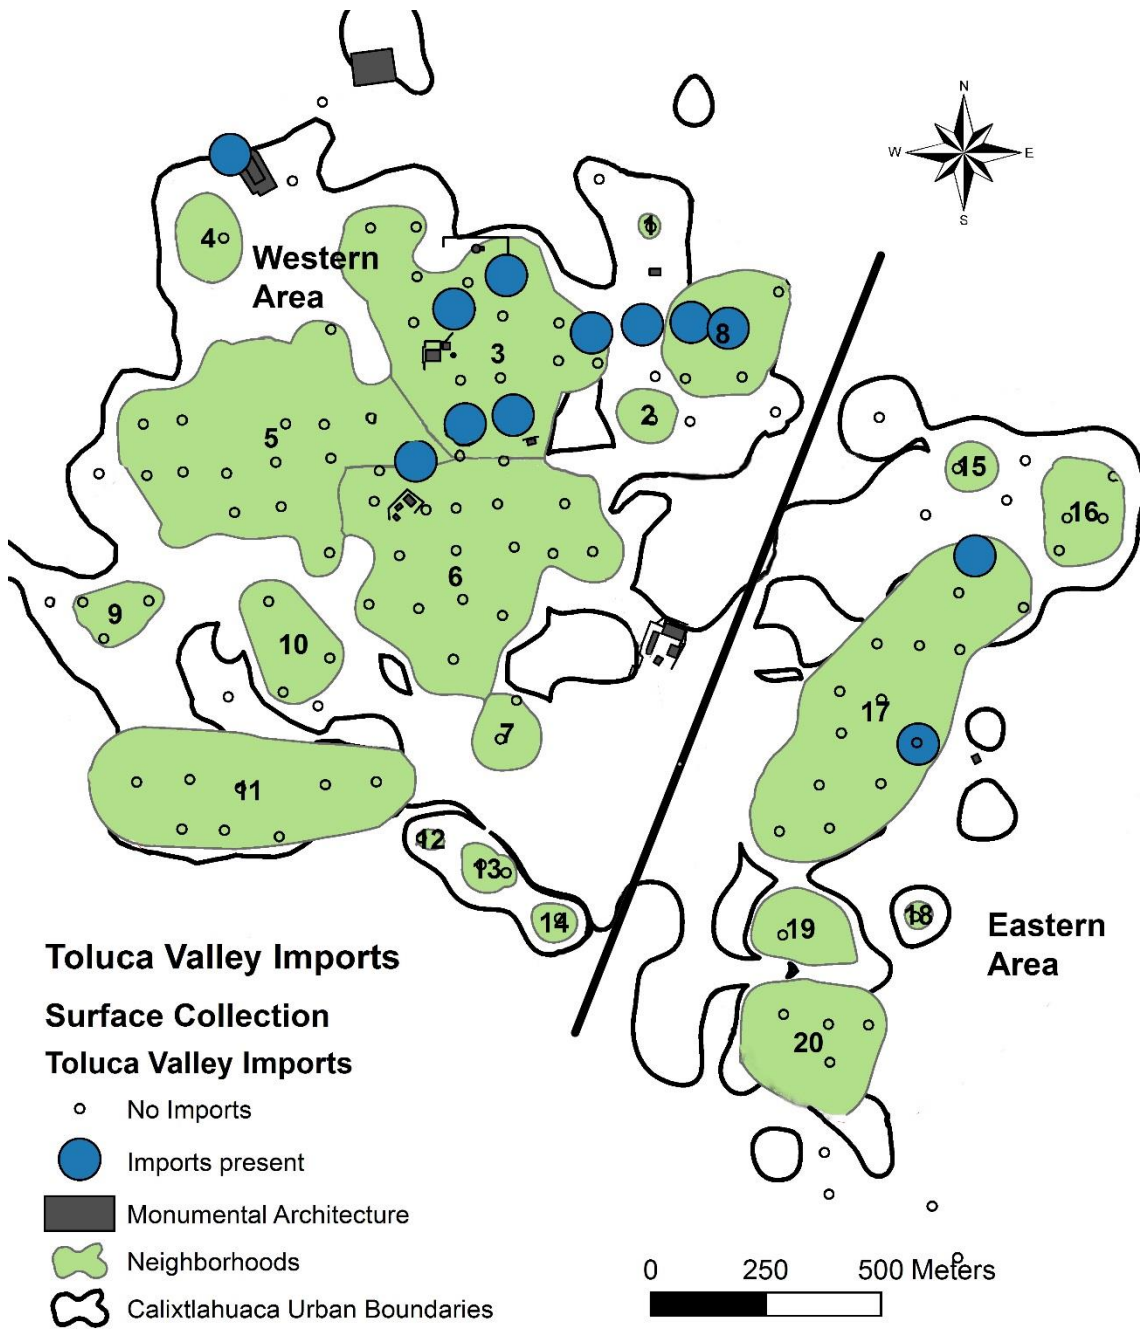 N
W E
S
1
4
Western
Area
3
8
2
5
15
16
6
9
10
17
7
11
12
13
14
18
19
Eastern
Area
20
Toluca Valley Imports
Surface Collection
Toluca Valley Imports
No Imports
Imports present
Monumental Architecture
Neighborhoods
Calixtlahuaca Urban Boundaries
0 250 500 Meters